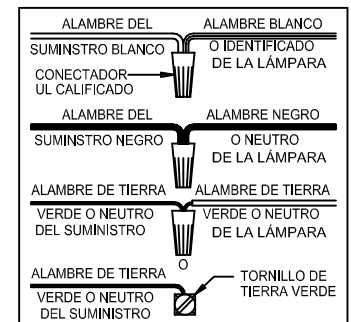 ALAMBRE DEL ALAMBRE BLANCO
SUMINSTRO BLANCO O IDENTIFICADO
DE LA LÁMPARA
CONECTADOR
UL CALIFICADO
ALAMBRE DEL ALAMBRE NEGRO
SUMINSTRO NEGRO O NEUTRO
DE LA LÁMPARA
ALAMBRE DE TIERRA ALAMBRE DE TIERRA
VERDE O NEUTRO VERDE O NEUTRO
DEL SUMINISTRO DE LA LÁMPARA
O
ALAMBRE DE TIERRA TORNILLO DE
TIERRA VERDE
VERDE O NEUTRO
DEL SUMINISTRO